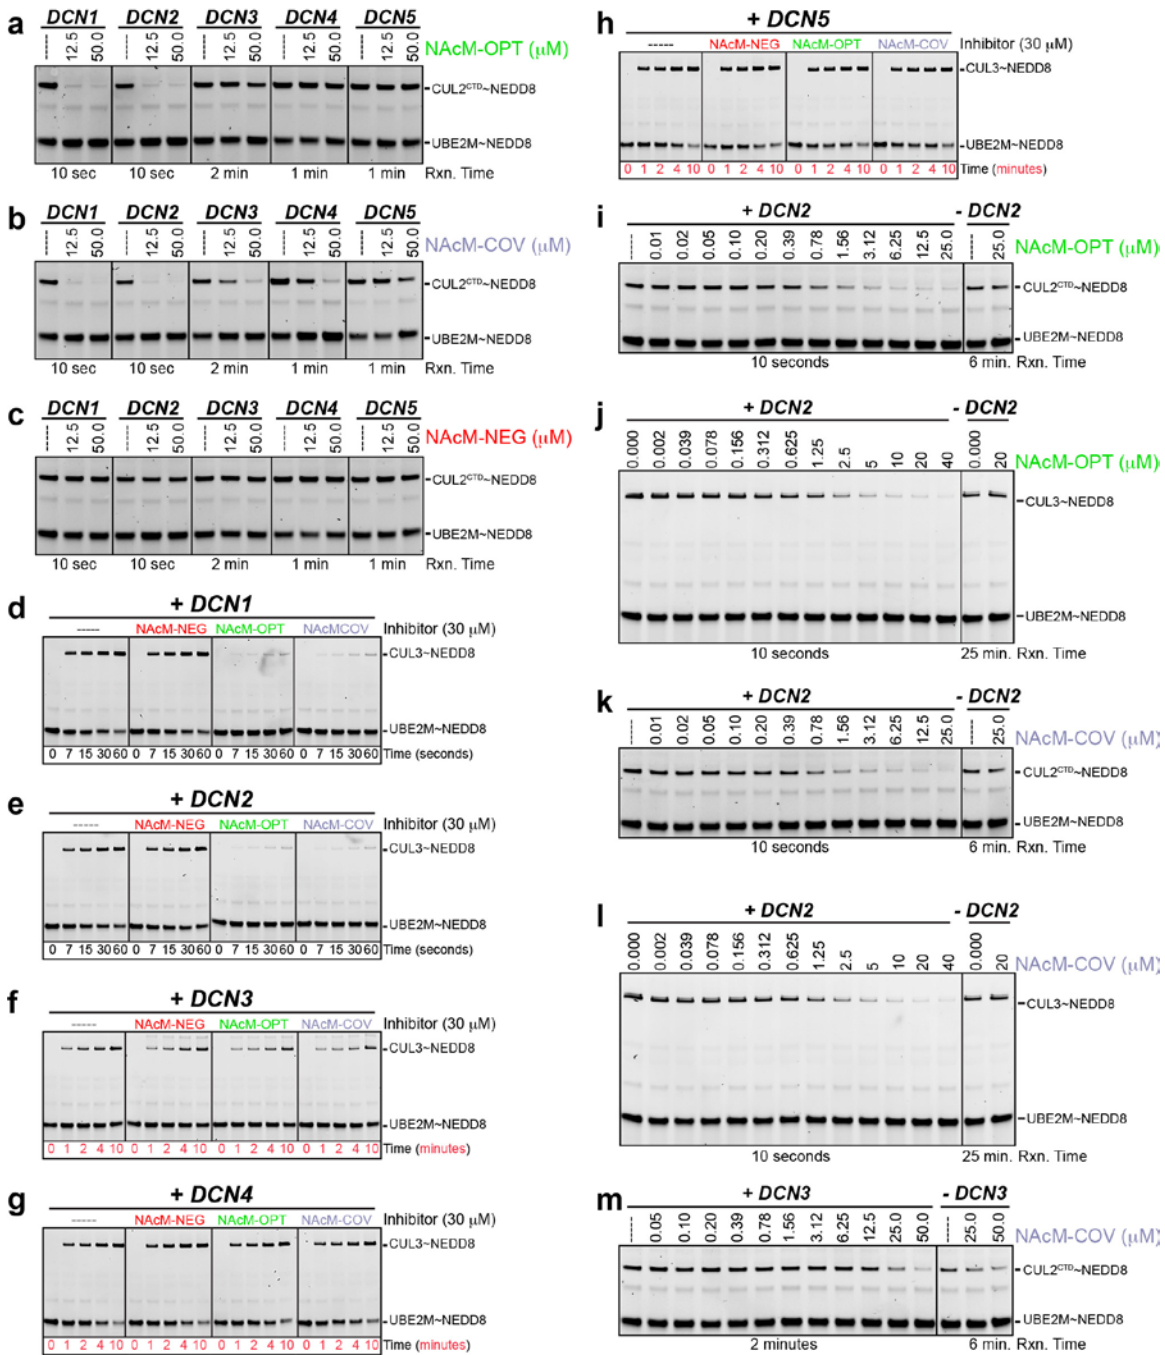 a
DCN1 DCN2 DCN3 DCN4 DCN5
---- 12.5 50.0 ---- 12.5 50.0 ---- 12.5 50.0 ---- 12.5 50.0 ---- 12.5 50.0 NAcM-OPT (μM)
CUL2CTD~NEDD8
UBE2M~NEDD8
10 sec 10 sec 2 min 1 min 1 min Rxn. Time
b
DCN1 DCN2 DCN3 DCN4 DCN5
---- 12.5 50.0 ---- 12.5 50.0 ---- 12.5 50.0 ---- 12.5 50.0 ---- 12.5 50.0 NAcM-COV (μM)
CUL2CTD~NEDD8
UBE2M~NEDD8
10 sec 10 sec 2 min 1 min 1 min Rxn. Time
c
DCN1 DCN2 DCN3 DCN4 DCN5
---- 12.5 50.0 ---- 12.5 50.0 ---- 12.5 50.0 ---- 12.5 50.0 ---- 12.5 50.0 NAcM-NEG (μM)
CUL2CTD~NEDD8
UBE2M~NEDD8
10 sec 10 sec 2 min 1 min 1 min Rxn. Time
d
+ DCN1
----- NAcM-NEG NAcM-OPT NAcMCOV Inhibitor (30 μM)
CUL3~NEDD8
UBE2M~NEDD8
0 7 15 30 60 0 7 15 30 60 0 7 15 30 60 0 7 15 30 60 Time (seconds)
e
+ DCN2
----- NAcM-NEG NAcM-OPT NAcM-COV Inhibitor (30 μM)
CUL3~NEDD8
UBE2M~NEDD8
0 7 15 30 60 0 7 15 30 60 0 7 15 30 60 0 7 15 30 60 Time (seconds)
f
+ DCN3
----- NAcM-NEG NAcM-OPT NAcM-COV Inhibitor (30 μM)
CUL3~NEDD8
UBE2M~NEDD8
0 1 2 4 10 0 1 2 4 10 0 1 2 4 10 0 1 2 4 10 Time (minutes)
g
+ DCN4
----- NAcM-NEG NAcM-OPT NAcM-COV Inhibitor (30 μM)
CUL3~NEDD8
UBE2M~NEDD8
0 1 2 4 10 0 1 2 4 10 0 1 2 4 10 0 1 2 4 10 Time (minutes)
h
+ DCN5
----- NAcM-NEG NAcM-OPT NAcM-COV Inhibitor (30 μM)
CUL3~NEDD8
UBE2M~NEDD8
0 1 2 4 10 0 1 2 4 10 0 1 2 4 10 0 1 2 4 10 Time (minutes)
i
+ DCN2 - DCN2
---- 0.01 0.02 0.05 0.10 0.20 0.39 0.78 1.56 3.12 6.25 12.5 25.0 ---- 25.0 NAcM-OPT (μM)
CUL2CTD~NEDD8
UBE2M~NEDD8
10 seconds 6 min. Rxn. Time
j
+ DCN2 - DCN2
0.000 0.002 0.039 0.078 0.156 0.312 0.625 1.25 2.5 5 10 20 40 0.000 20 NAcM-OPT (μM)
CUL3~NEDD8
UBE2M~NEDD8
10 seconds 25 min. Rxn. Time
k
+ DCN2 - DCN2
---- 0.01 0.02 0.05 0.10 0.20 0.39 0.78 1.56 3.12 6.25 12.5 25.0 ---- 25.0 NAcM-COV (μM)
CUL2CTD~NEDD8
UBE2M~NEDD8
10 seconds 6 min. Rxn. Time
l
+ DCN2 - DCN2
0.000 0.002 0.039 0.078 0.156 0.312 0.625 1.25 2.5 5 10 20 40 0.000 20 NAcM-COV (μM)
CUL3~NEDD8
UBE2M~NEDD8
10 seconds 25 min. Rxn. Time
m
+ DCN3 - DCN3
---- 0.05 0.10 0.20 0.39 0.78 1.56 3.12 6.25 12.5 25.0 50.0 ---- 25.0 50.0 NAcM-COV (μM)
CUL2CTD~NEDD8
UBE2M~NEDD8
2 minutes 6 min. Rxn. Time